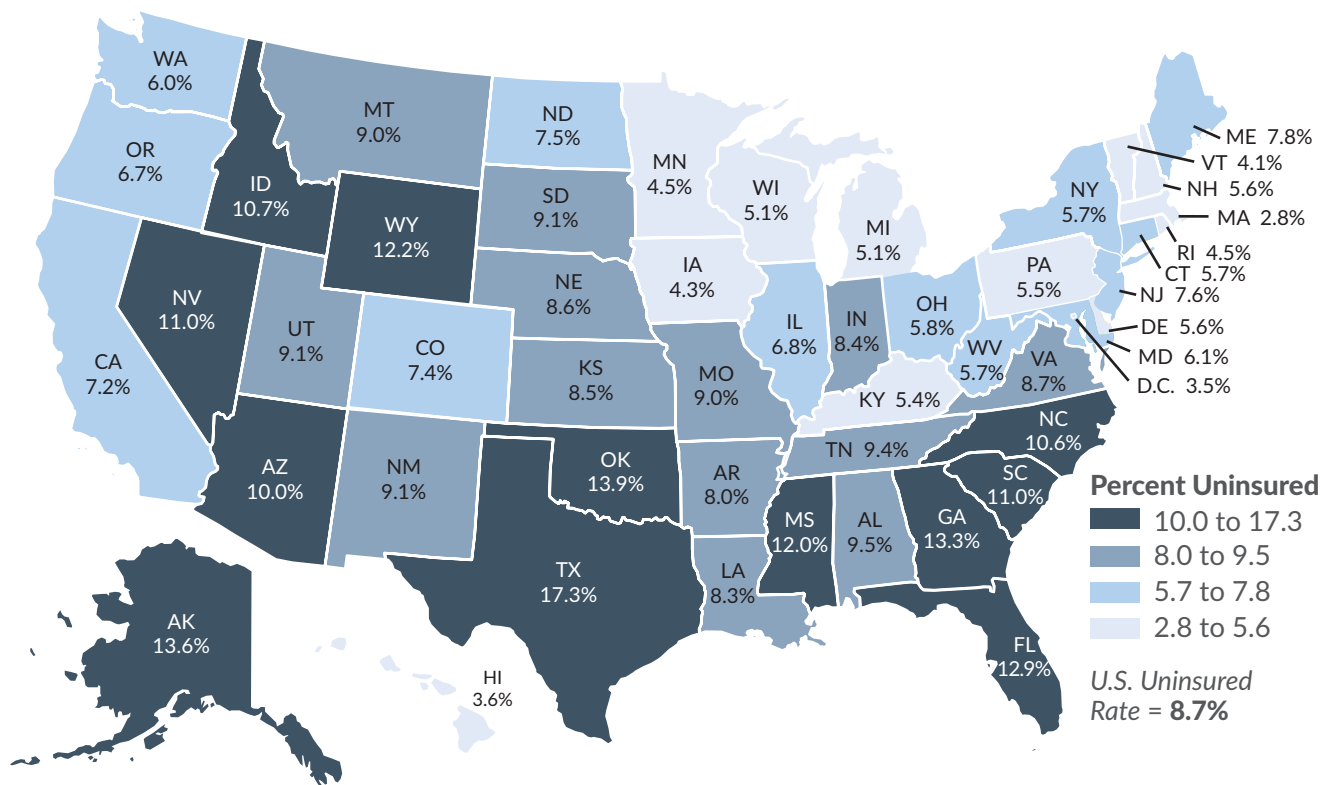 WA
6.0%
OR
6.7%
CA
7.2%
ID
10.7%
NV
11.0%
MT
9.0%
WY
12.2%
UT
9.1%
AZ
10.0%
CO
7.4%
NM
9.1%
ND
7.5%
SD
9.1%
NE
8.6%
KS
8.5%
OK
13.9%
TX
17.3%
MN
4.5%
IA
4.3%
MO
9.0%
AR
8.0%
LA
8.3%
WI
5.1%
IL
6.8%
MI
5.1%
IN
8.4%
OH
5.8%
KY 5.4%
TN 9.4%
MS
12.0%
AL
9.5%
GA
13.3%
FL
12.9%
SC
11.0%
NC
10.6%
VA
8.7%
WV
5.7%
PA
5.5%
NY
5.7%
ME 7.8%
VT 4.1%
NH 5.6%
MA 2.8%
RI 4.5%
CT 5.7%
NJ 7.6%
DE 5.6%
MD 6.1%
D.C. 3.5%
AK
13.6%
HI
3.6%
Percent Uninsured
10.0 to 17.3
8.0 to 9.5
5.7 to 7.8
2.8 to 5.6
U.S. Uninsured
Rate = 8.7%